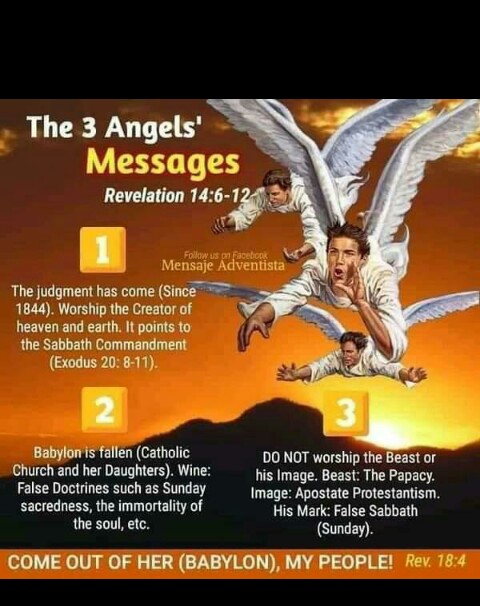 The 3 Angels'
Messages
Revelation 14:6-12
Follow us on Facebook
Mensaje Adventista
1
The judgment has come (Since
1844). Worship the Creator of
heaven and earth. It points to
the Sabbath Commandment
(Exodus 20: 8-11).
2
Babylon is fallen (Catholic
Church and her Daughters). Wine:
False Doctrines such as Sunday
sacredness, the immortality of
the soul, etc.
3
DO NOT worship the Beast or
his Image. Beast: The Papacy.
Image: Apostate Protestantism.
His Mark: False Sabbath
(Sunday).
COME OUT OF HER (BABYLON), MY PEOPLE! Rev. 18:4